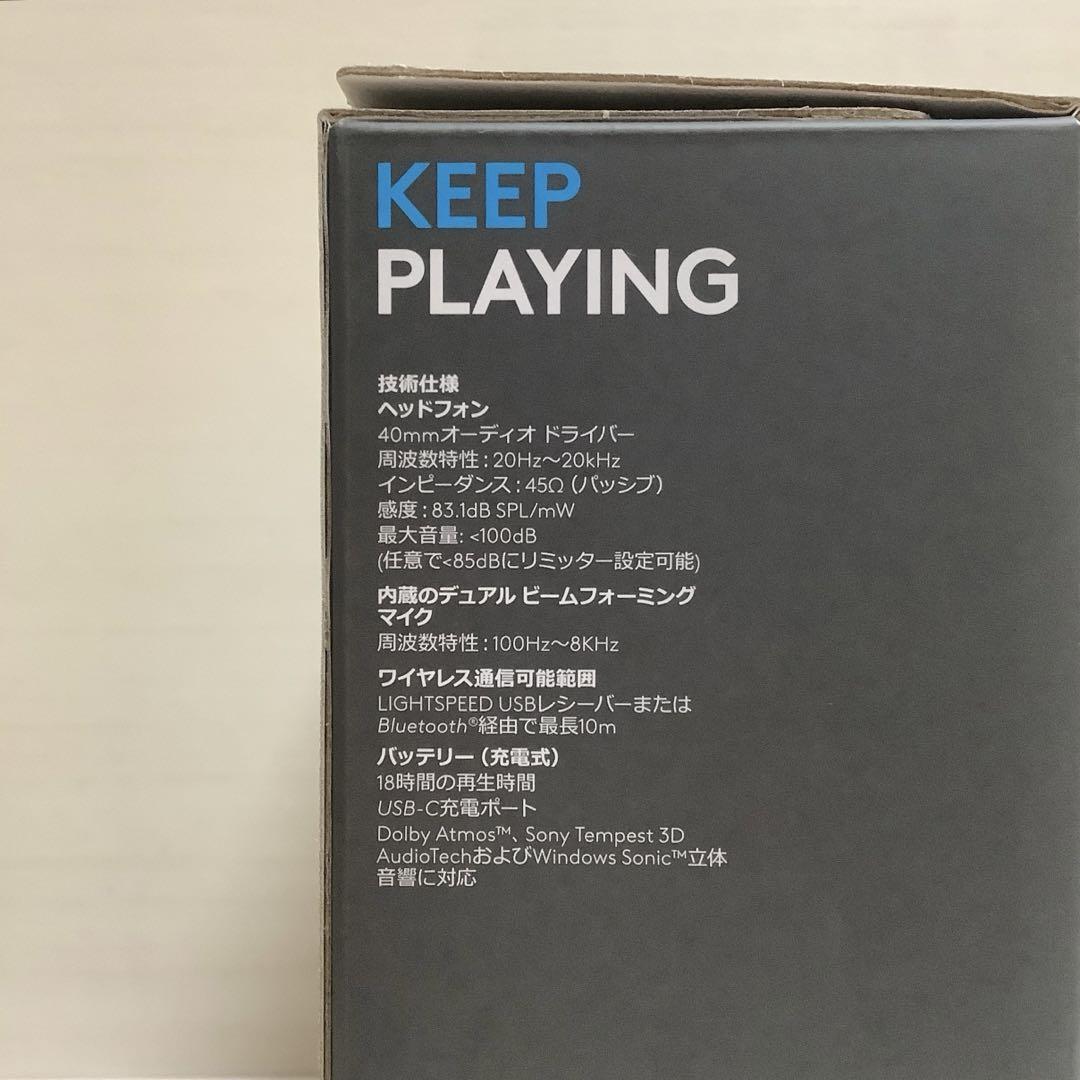 KEEP
PLAYING
技術仕様
ヘッドフォン
40mmオーディオ ドライバー
周波数特性：20Hz～20kHz
インピーダンス：45Ω（パッシブ）
感度：83.1dB SPL/mW
最大音量: <100dB
(任意で<85dBにリミッター設定可能)
内蔵のデュアル ビームフォーミング
マイク
周波数特性：100Hz～8KHz
ワイヤレス通信可能範囲
LIGHTSPEED USBレシーバーまたは
Bluetooth®経由で最長10m
バッテリー（充電式）
18時間の再生時間
USB-C充電ポート
Dolby Atmos™、Sony Tempest 3D
AudioTechおよびWindows Sonic™立体
音響に対応